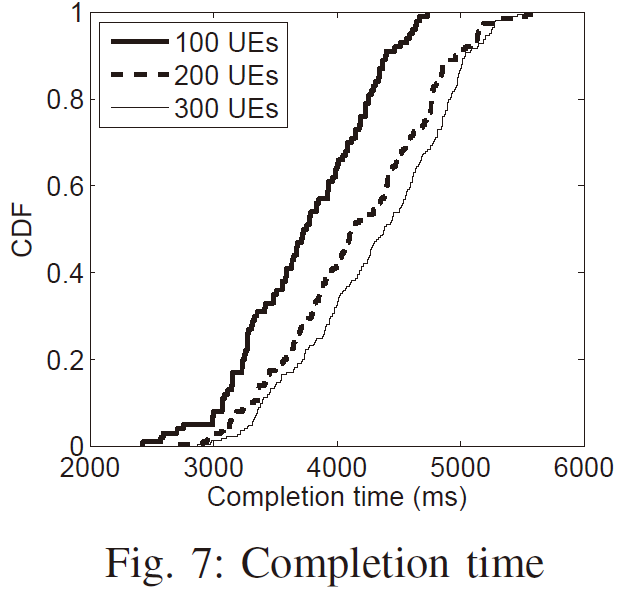 100 UEs
200 UEs
300 UEs
1
0.8
0.6
0.4
0.2
0
CDF
2000 3000 4000 5000 6000
Completion time (ms)
Fig. 7: Completion time